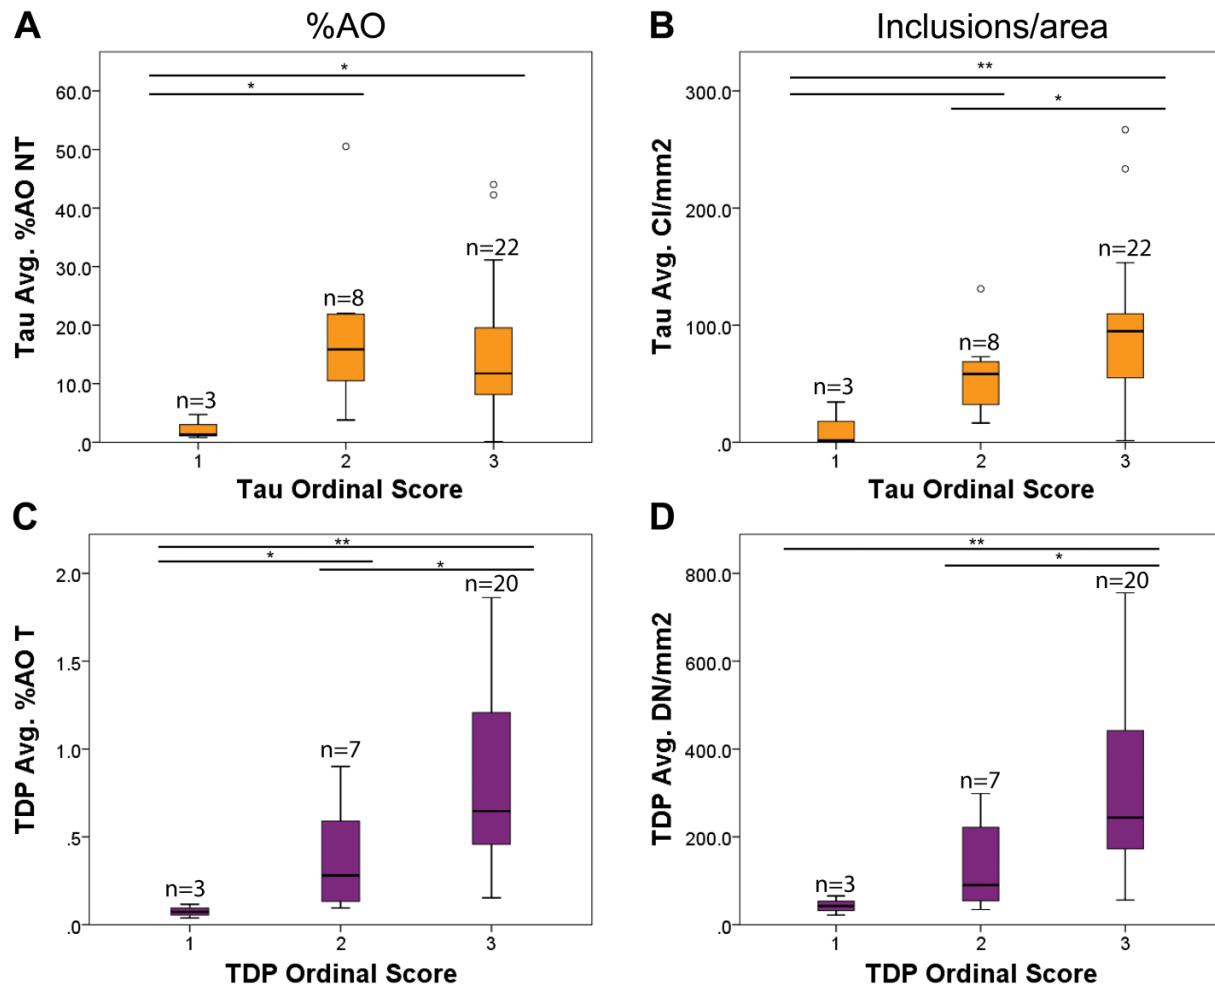 A %AO
*
*
60.0
50.0
40.0
30.0
20.0
10.0
.0
Tau Avg. %AO NT
n=3
n=8
n=22
1 2 3
Tau Ordinal Score
B Inclusions/area
**
*
300.0
200.0
100.0
.0
Tau Avg. CI/mm2
n=3
n=8
n=22
1 2 3
Tau Ordinal Score
C
**
*
*
2.0
1.5
1.0
.5
.0
TDP Avg. %AO T
n=3
n=7
n=20
1 2 3
TDP Ordinal Score
D
**
*
800.0
600.0
400.0
200.0
.0
TDP Avg. DN/mm2
n=3
n=7
n=20
1 2 3
TDP Ordinal Score